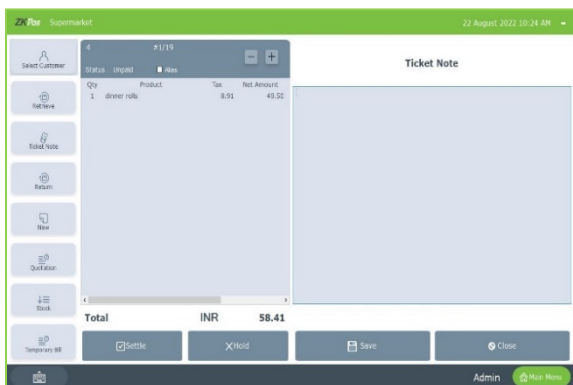 ZKPos Supermarket
22 August 2022 10:24 AM
Select Customer
Retrieve
Ticket Note
Return
New
Quotation
Stock
Temporary Bill
4 #1/19
Status Unpaid Alias
Qty Product Tax Net Amount
1 dinner rolls 8.91 49.50
Total INR 58.41
Settle
Hold
Ticket Note
Save
Close
Admin
Main Menu